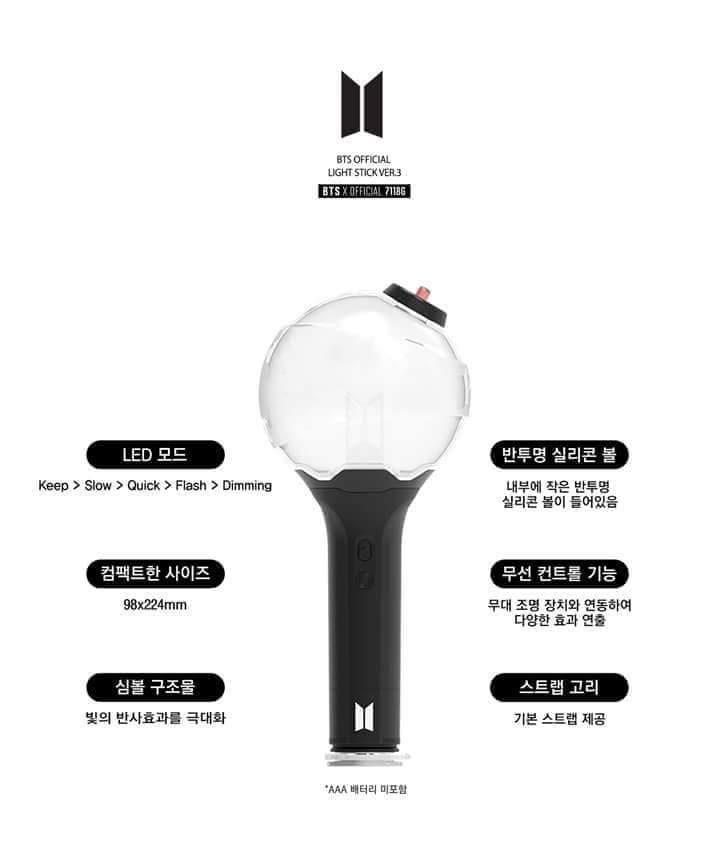 BTS OFFICIAL
LIGHT STICK VER.3
BTS X OFFICIAL 7118G
LED 모드
Keep > Slow > Quick > Flash > Dimming
컴팩트한 사이즈
98x224mm
심볼 구조물
빛의 반사효과를 극대화
반투명 실리콘 볼
내부에 작은 반투명
실리콘 볼이 들어있음
무선 컨트롤 기능
무대 조명 장치와 연동하여
다양한 효과 연출
스트랩 고리
기본 스트랩 제공
*AAA 배터리 미포함